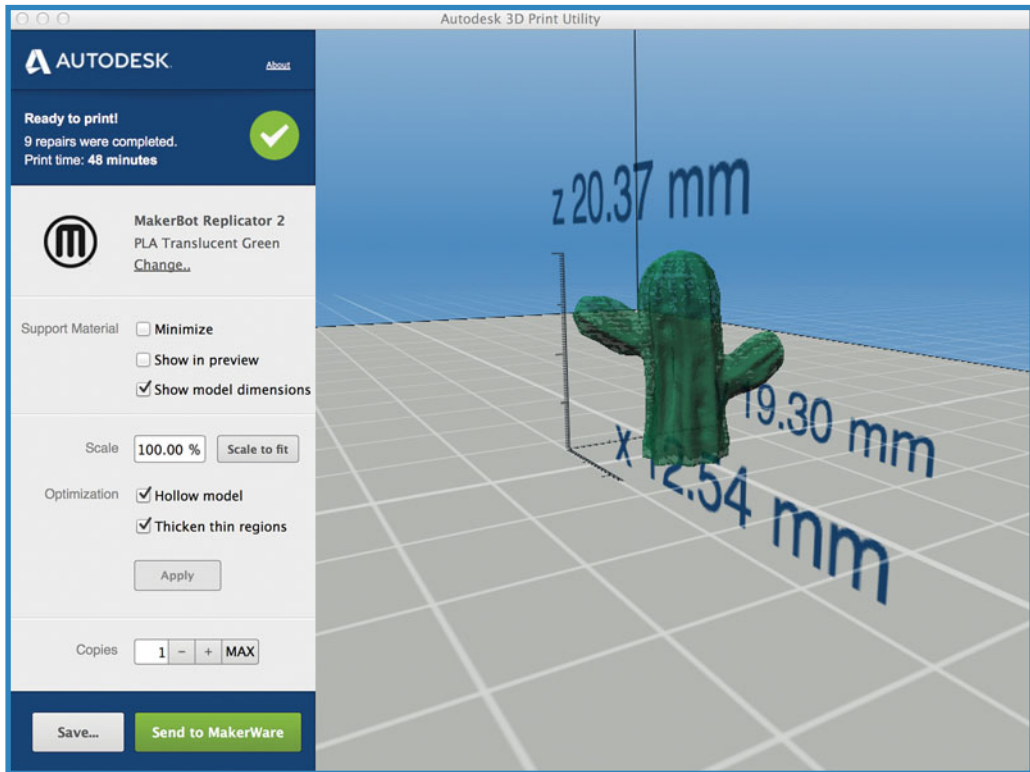 Autodesk 3D Print Utility
AUTODESK.
About
Ready to print!
9 repairs were completed.
Print time: 48 minutes
MakerBot Replicator 2
PLA Translucent Green
Change..
Support Material
Minimize
Show in preview
Show model dimensions
Scale 100.00 % Scale to fit
Optimization
Hollow model
Thicken thin regions
Apply
Copies 1 - + MAX
Save... Send to MakerWare
z 20.37 mm
19.30 mm
x 12.54 mm